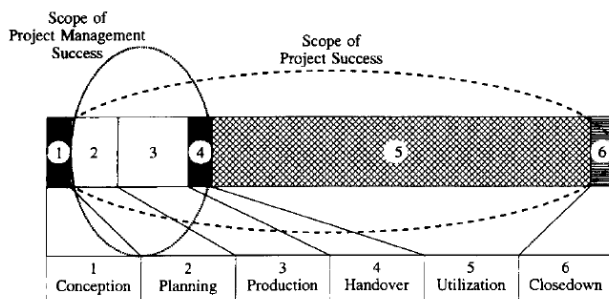 Scope of
Project Management
Success
Scope of
Project Success
1 2 3 4 5 6
1 2 3 4 5 6
Conception Planning Production Handover Utilization Closedown